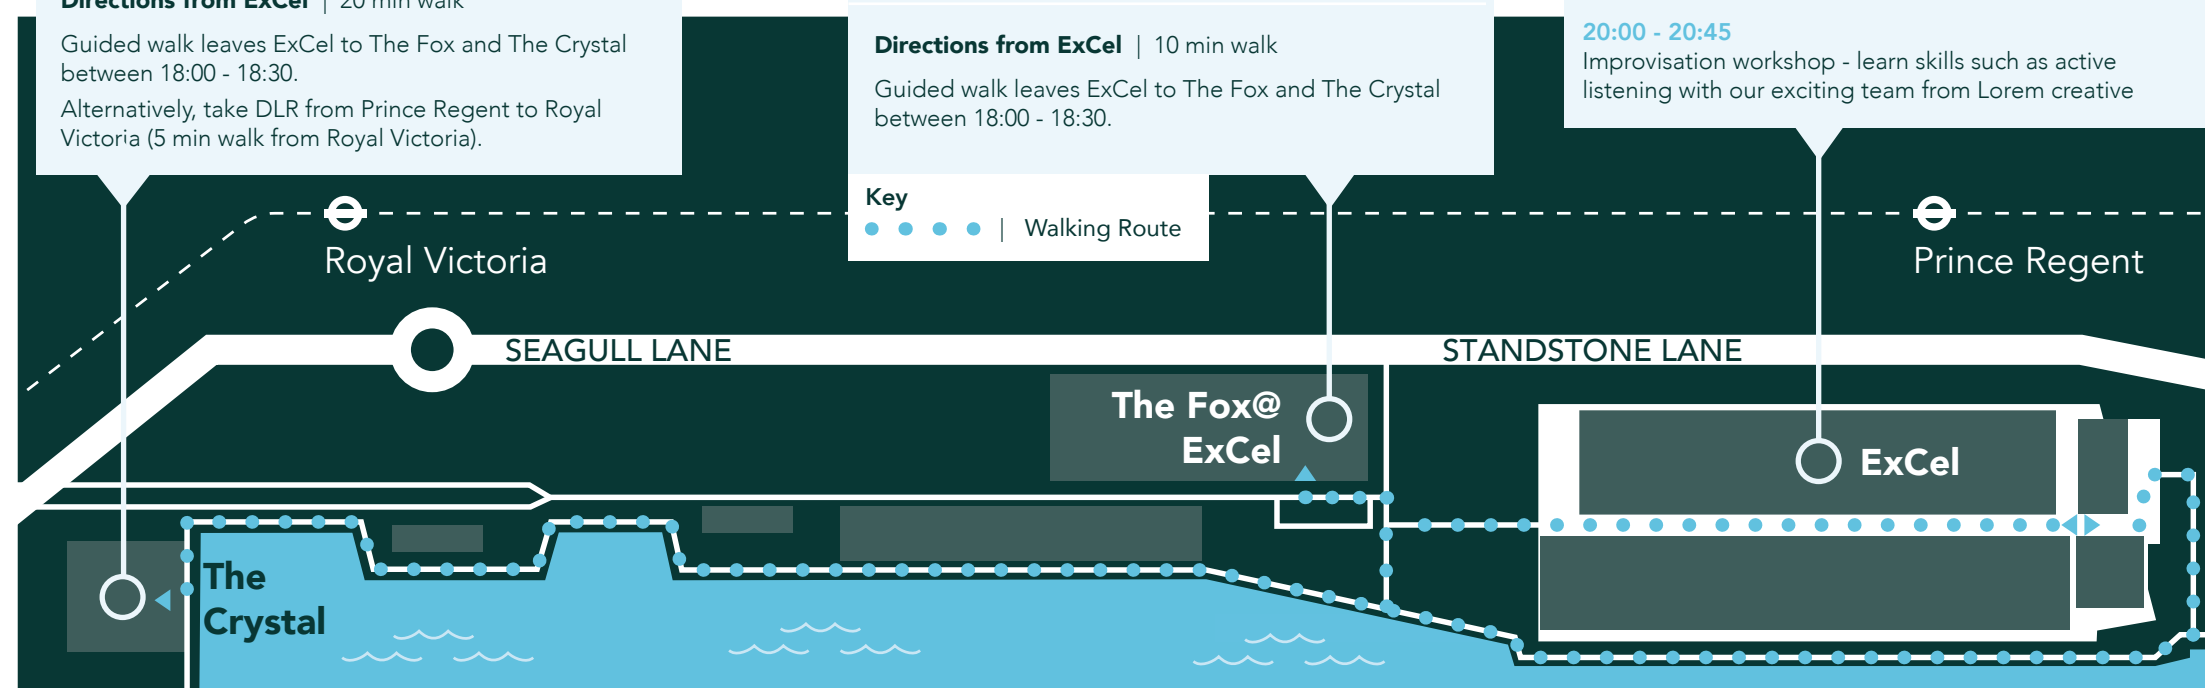 Directions from ExCel | 20 min walk
Guided walk leaves ExCel to The Fox and The Crystal
between 18:00 - 18:30.
Alternatively, take DLR from Prince Regent to Royal
Victoria (5 min walk from Royal Victoria).
Directions from ExCel | 10 min walk
Guided walk leaves ExCel to The Fox and The Crystal
between 18:00 - 18:30.
Key
| Walking Route
20:00 - 20:45
Improvisation workshop - learn skills such as active
listening with our exciting team from Lorem creative
Royal Victoria
Prince Regent
SEAGULL LANE
STANDSTONE LANE
The Fox@
ExCel
ExCel
The
Crystal